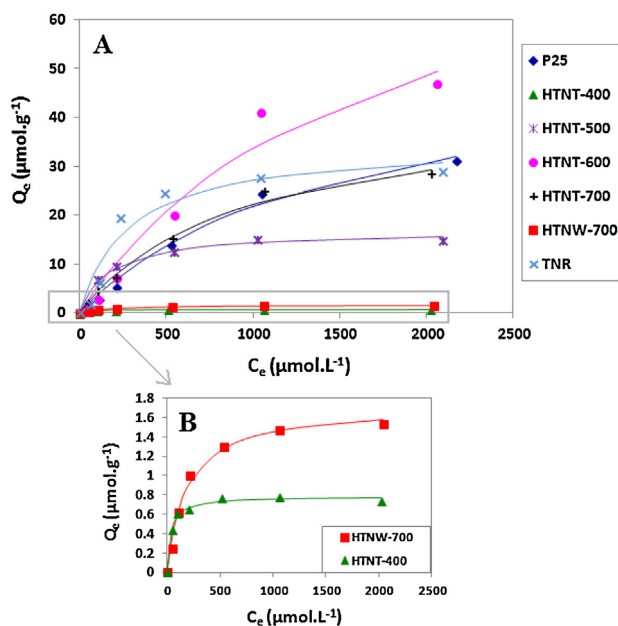 A
60
50
40
30
20
10
0
Qe (µmol.g-1)
0 500 1000 1500 2000 2500
Ce (µmol.L-1)
P25
HTNT-400
HTNT-500
HTNT-600
HTNT-700
HTNW-700
TNR
B
1.8
1.6
1.4
1.2
1
0.8
0.6
0.4
0.2
0
Qe (µmol.g-1)
HTNW-700
HTNT-400
0 500 1000 1500 2000 2500
Ce (µmol.L-1)